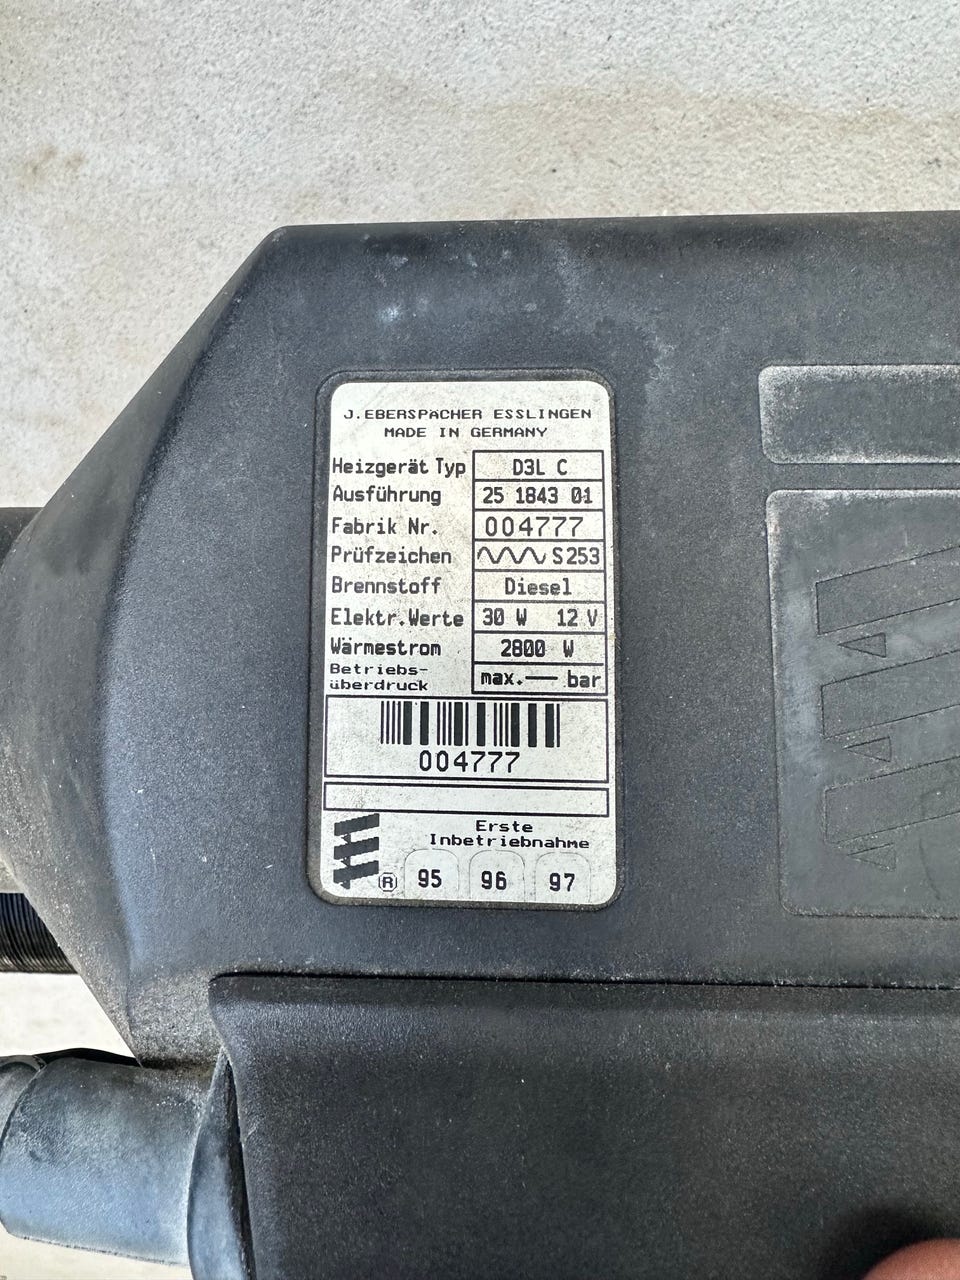 J.EBERSPÄCHER ESSLINGEN
MADE IN GERMANY
Heizgerät Typ D3L C
Ausführung 25 1843 01
Fabrik Nr. 004777
Prüfzeichen S253
Brennstoff Diesel
Elektr.Werte 30 W 12 V
Wärmestrom 2800 W
Betriebs-
überdruck max.— bar
004777
Erste
Inbetriebnahme
® 95 96 97